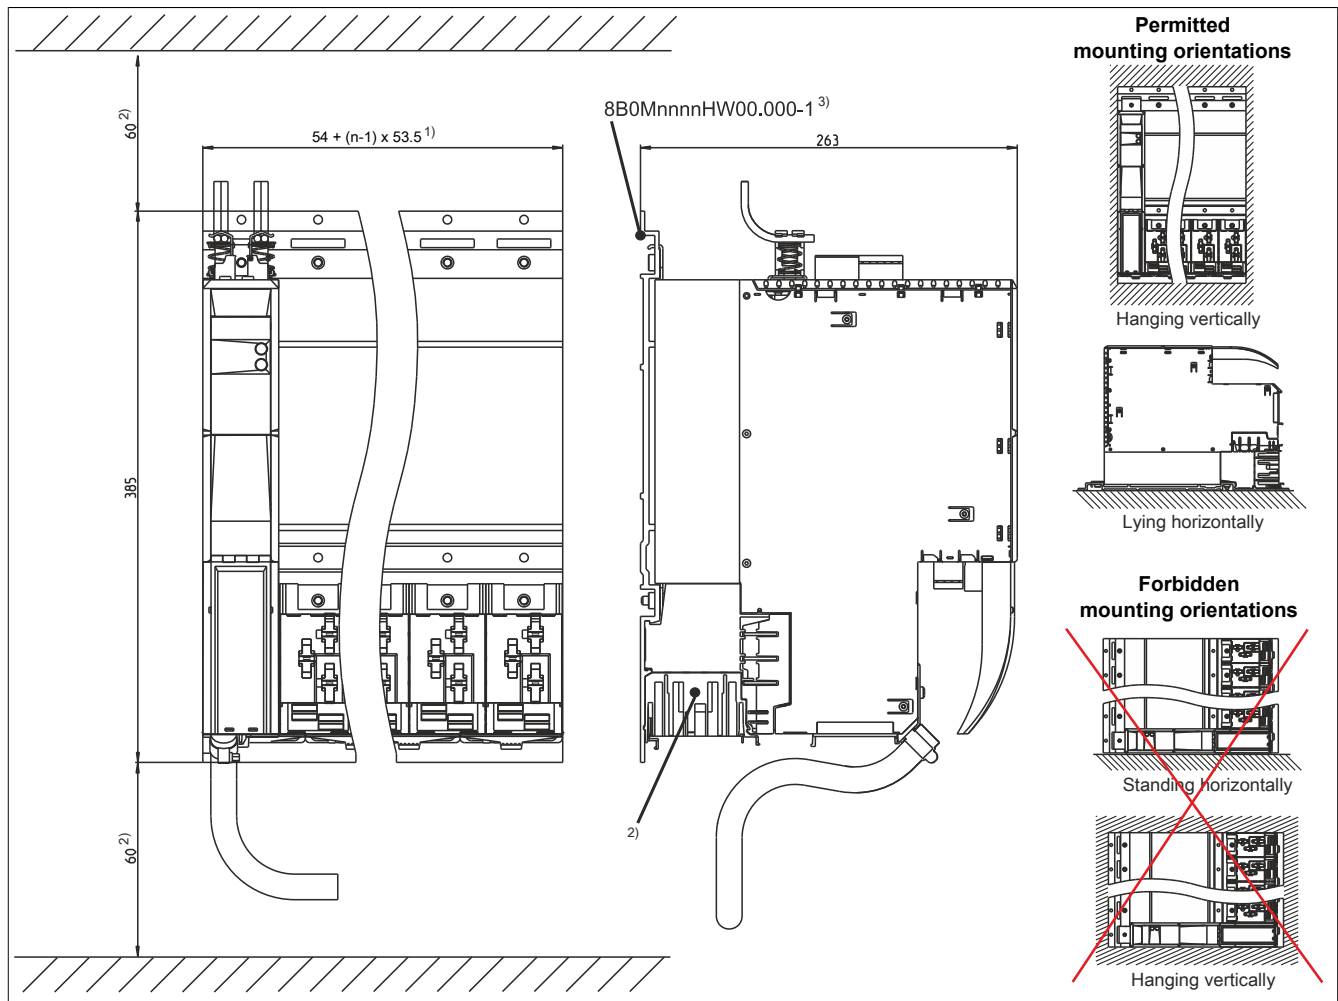 Permitted
mounting orientations
60 2)
8B0MnnnnHW00.000-1 3)
54 + (n-1) x 53.5 1)
263
Hanging vertically
385
Lying horizontally
Forbidden
mounting orientations
Standing horizontally
2)
60 2)
Hanging vertically